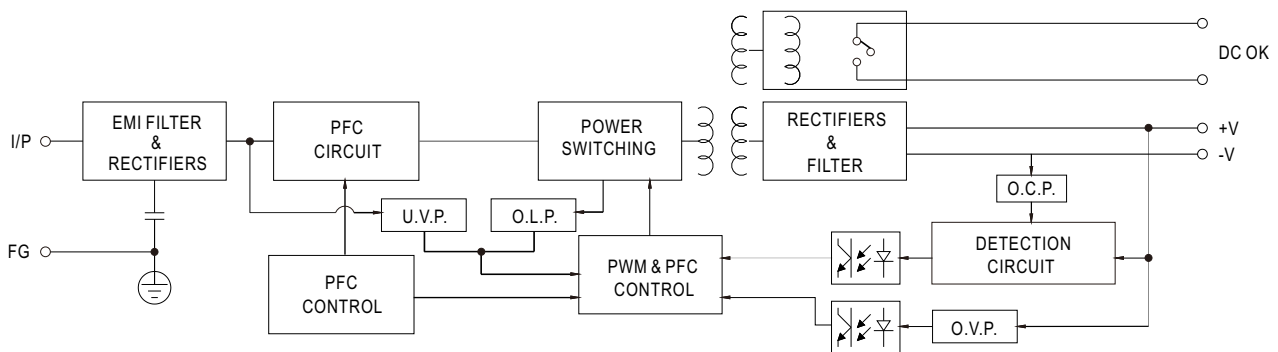 DC OK
I/P
EMI FILTER
&
RECTIFIERS
PFC
CIRCUIT
POWER
SWITCHING
RECTIFIERS
&
FILTER
+V
-V
O.C.P.
U.V.P.
O.L.P.
FG
DETECTION
CIRCUIT
PFC
CONTROL
PWM & PFC
CONTROL
O.V.P.